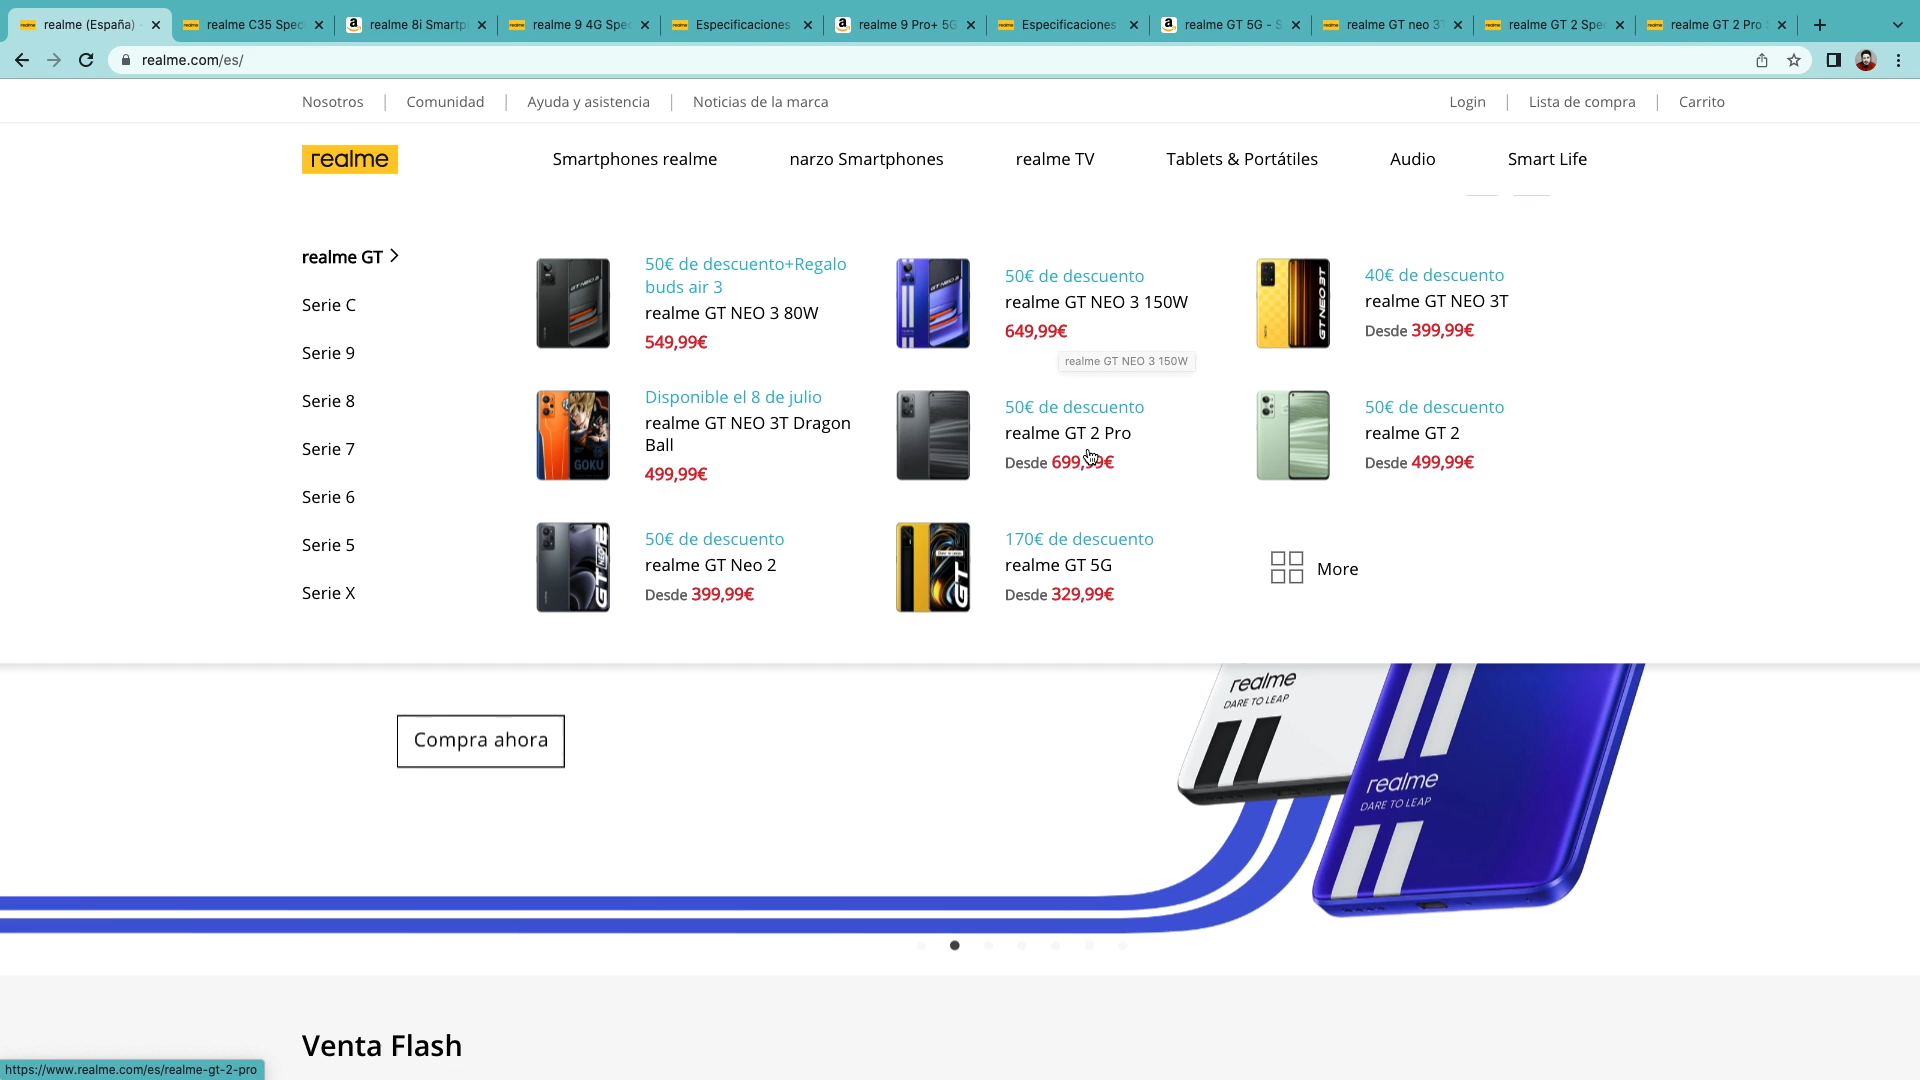 realme (España)
realme C35 Spec
realme 8i Smartp
realme 9 4G Spec
Especificaciones
realme 9 Pro+ 5G
Especificaciones
realme GT 5G - S
realme GT neo 3T
realme GT 2 Spec
realme GT 2 Pro
realme.com/es/
Nosotros
Comunidad
Ayuda y asistencia
Noticias de la marca
Login
Lista de compra
Carrito
realme
Smartphones realme
narzo Smartphones
realme TV
Tablets & Portátiles
Audio
Smart Life
realme GT
Serie C
Serie 9
Serie 8
Serie 7
Serie 6
Serie 5
Serie X
50€ de descuento+Regalo
buds air 3
realme GT NEO 3 80W
549,99€
50€ de descuento
realme GT NEO 3 150W
649,99€
realme GT NEO 3 150W
40€ de descuento
realme GT NEO 3T
Desde 399,99€
GT NEO 3T
Disponible el 8 de julio
realme GT NEO 3T Dragon
Ball
499,99€
GOKU
50€ de descuento
realme GT 2 Pro
Desde 699,99€
50€ de descuento
realme GT 2
Desde 499,99€
50€ de descuento
realme GT Neo 2
Desde 399,99€
170€ de descuento
realme GT 5G
Desde 329,99€
GT
More
Compra ahora
realme
DARE TO LEAP
realme
DARE TO LEAP
Venta Flash
https://www.realme.com/es/realme-gt-2-pro